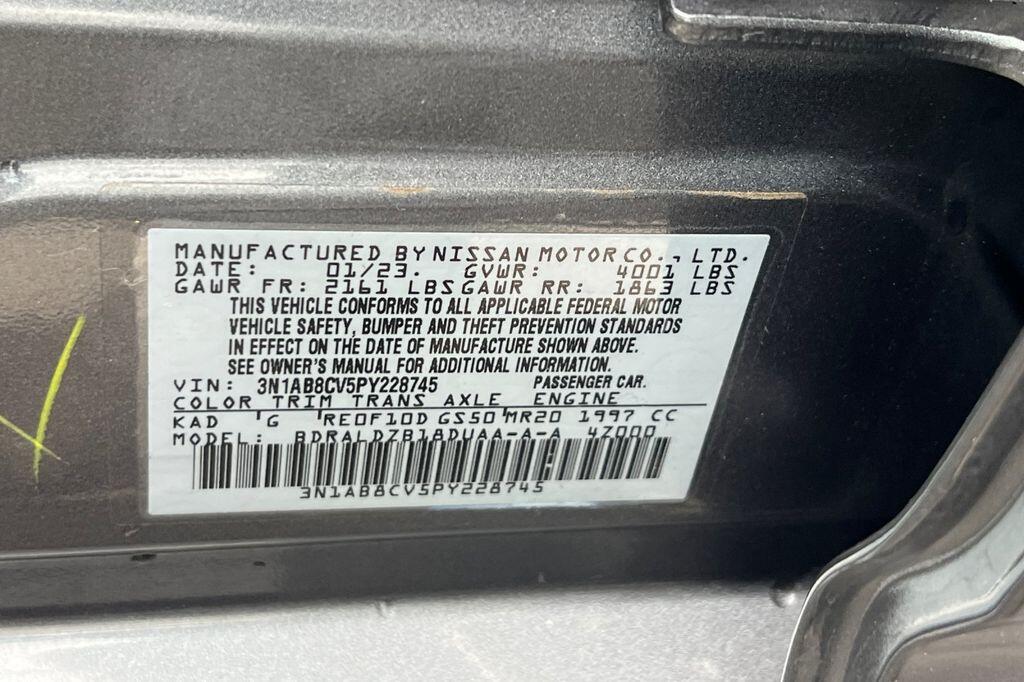 MANUFACTURED BY NISSAN MOTOR CO., LTD.
DATE: 01/23. GVWR: 4001 LBS
GAWR FR: 2161 LBS GAWR RR: 1863 LBS
THIS VEHICLE CONFORMS TO ALL APPLICABLE FEDERAL MOTOR
VEHICLE SAFETY, BUMPER AND THEFT PREVENTION STANDARDS
IN EFFECT ON THE DATE OF MANUFACTURE SHOWN ABOVE.
SEE OWNER'S MANUAL FOR ADDITIONAL INFORMATION.
VIN: 3N1AB8CV5PY228745 PASSENGER CAR.
COLOR TRIM TRANS AXLE ENGINE
KAD G RE0F10D GS50 MR20 1997 CC
MODEL: BDRALDZB18DUAA-A-A 4Z000
3N1AB8CV5PY228745